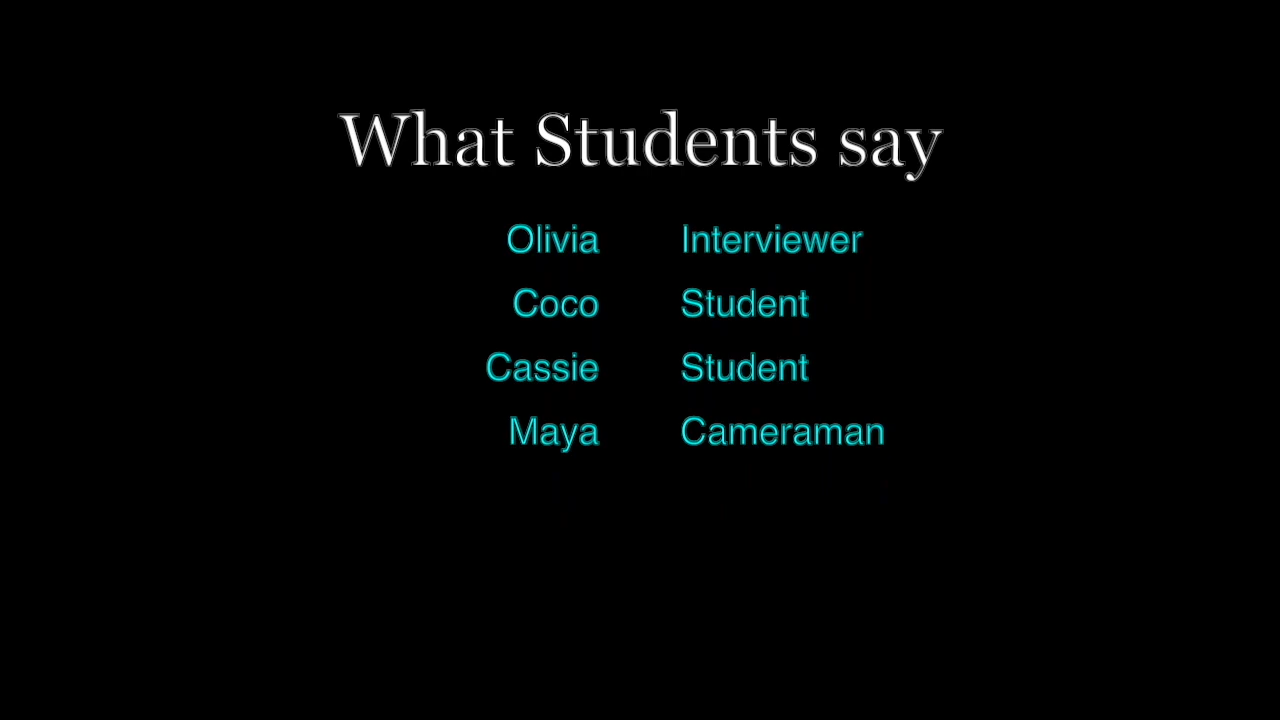 What Students say
Olivia Interviewer
Coco Student
Cassie Student
Maya Cameraman